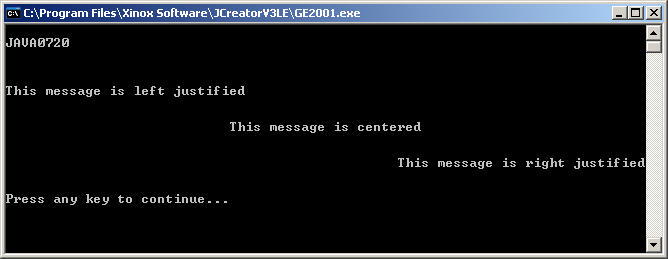 C:\Program Files\Xinox Software\JCreatorV3LE\GE2001.exe
JAVA0720
This message is left justified
This message is centered
This message is right justified
Press any key to continue...